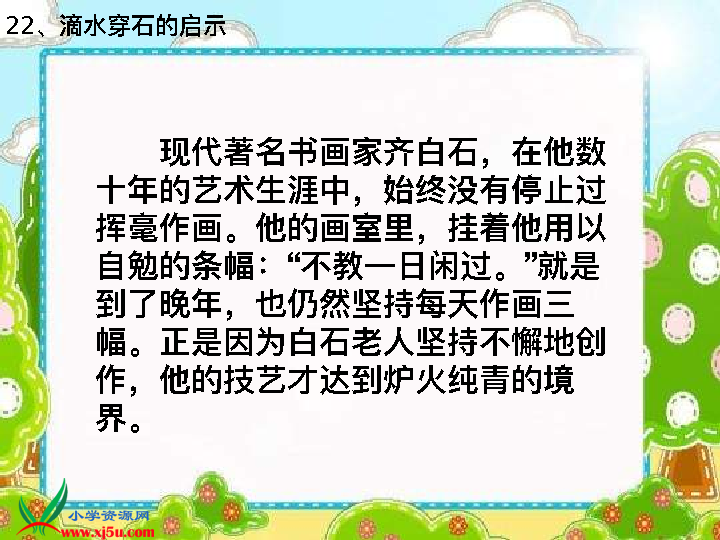 22、滴水穿石的启示
现代著名书画家齐白石，在他数
十年的艺术生涯中，始终没有停止过
挥毫作画。他的画室里，挂着他用以
自勉的条幅：“不教一日闲过。”就是
到了晚年，也仍然坚持每天作画三
幅。正是因为白石老人坚持不懈地创
作，他的技艺才达到炉火纯青的境
界。
小学资源网
www.xj5u.com